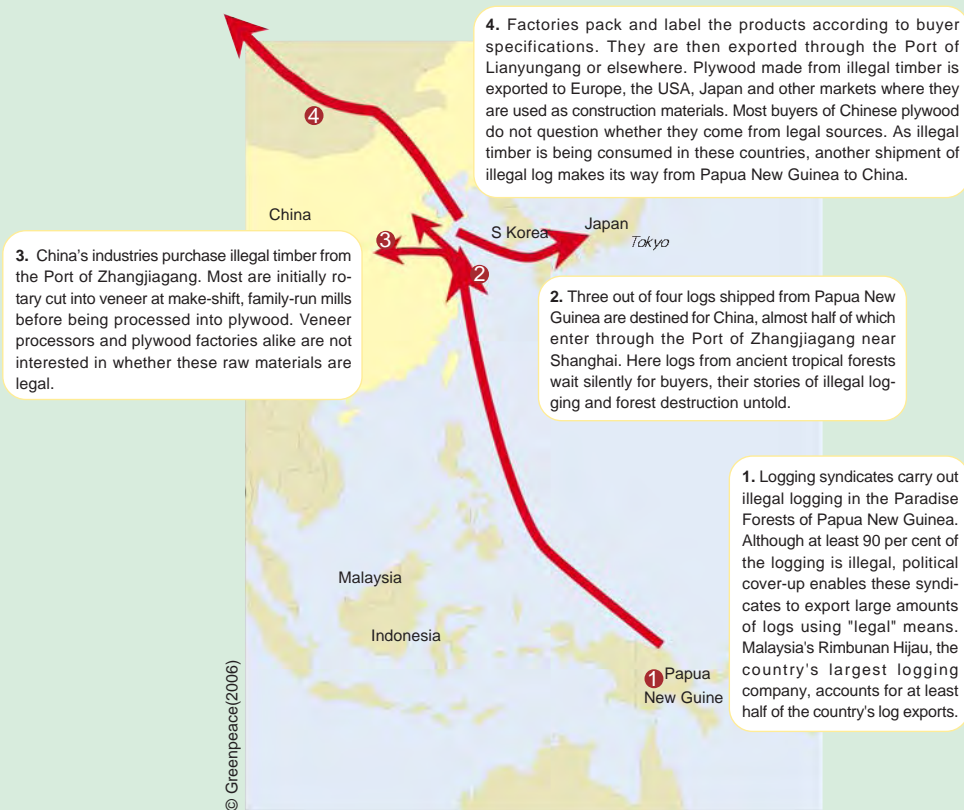 4. Factories pack and label the products according to buyer
specifications. They are then exported through the Port of
Lianyungang or elsewhere. Plywood made from illegal timber is
exported to Europe, the USA, Japan and other markets where they
are used as construction materials. Most buyers of Chinese plywood
do not question whether they come from legal sources. As illegal
timber is being consumed in these countries, another shipment of
illegal log makes its way from Papua New Guinea to China.
4
China
S Korea
Japan
Tokyo
3
2
3. China's industries purchase illegal timber from
the Port of Zhangjiagang. Most are initially ro-
tary cut into veneer at make-shift, family-run mills
before being processed into plywood. Veneer
processors and plywood factories alike are not
interested in whether these raw materials are
legal.
2. Three out of four logs shipped from Papua New
Guinea are destined for China, almost half of which
enter through the Port of Zhangjiagang near
Shanghai. Here logs from ancient tropical forests
wait silently for buyers, their stories of illegal log-
ging and forest destruction untold.
1. Logging syndicates carry out
illegal logging in the Paradise
Forests of Papua New Guinea.
Although at least 90 per cent of
the logging is illegal, political
cover-up enables these syndi-
cates to export large amounts
of logs using "legal" means.
Malaysia's Rimbunan Hijau, the
country's largest logging
company, accounts for at least
half of the country's log exports.
Malaysia
Indonesia
1 Papua
New Guine
© Greenpeace(2006)